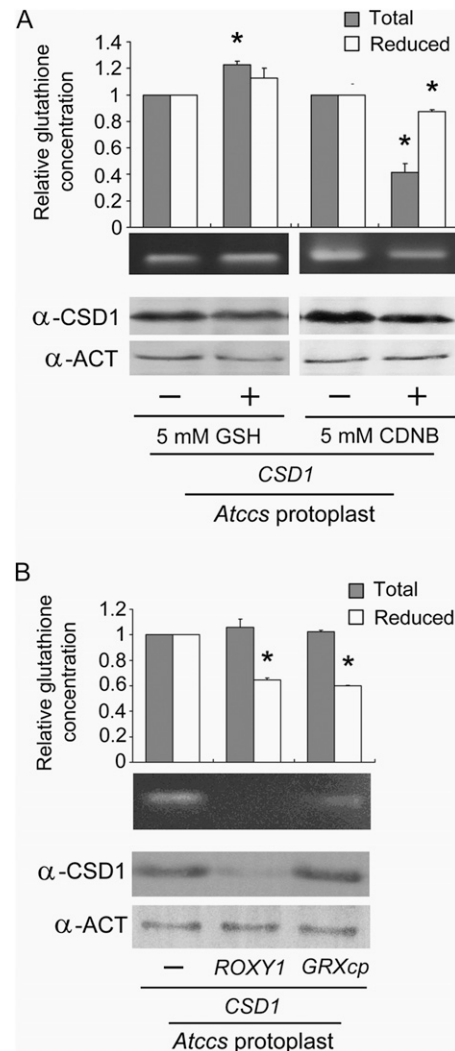 A
Total
Reduced
Relative glutathione
concentration
1.4
1.2
1
0.8
0.6
0.4
0.2
0
*
*
*
α-CSD1
α-ACT
− + − +
5 mM GSH 5 mM CDNB
CSD1
Atccs protoplast
B
Total
Reduced
Relative glutathione
concentration
1.2
1
0.8
0.6
0.4
0.2
0
* *
α-CSD1
α-ACT
− ROXY1 GRXcp
CSD1
Atccs protoplast